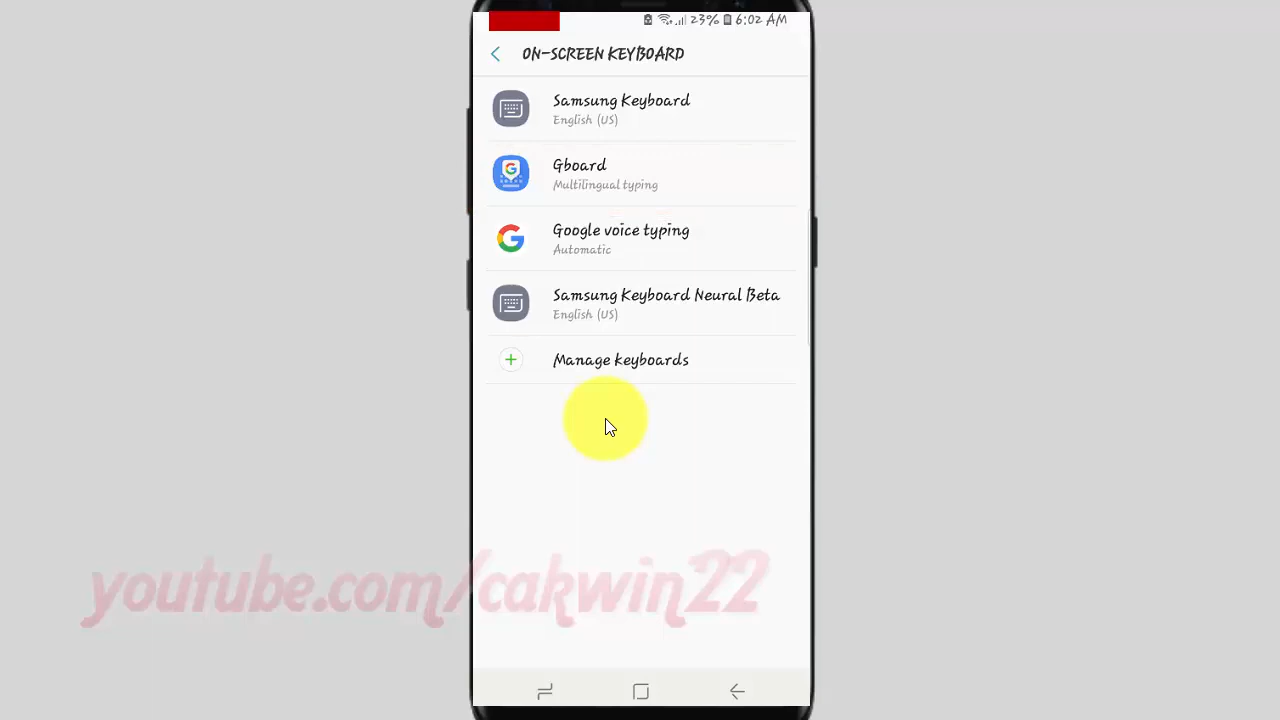 23% 6:02 AM
ON-SCREEN KEYBOARD
Samsung Keyboard
English (US)
Gboard
Multilingual typing
Google voice typing
Automatic
Samsung Keyboard Neural Beta
English (US)
Manage keyboards
youtube.com/cakwin22